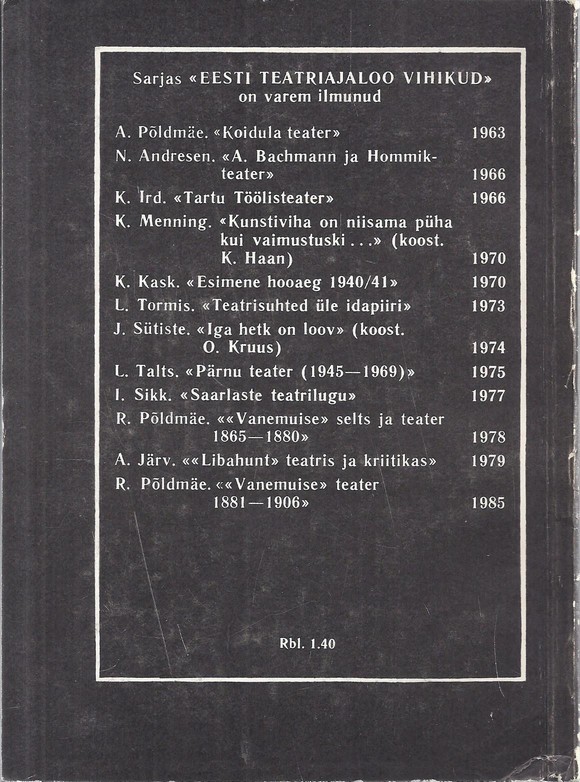 Sarjas «EESTI TEATRIAJALOO VIHIKUD»
on varem ilmunud
A. Põldmäe. «Koidula teater» 1963
N. Andresen. «A. Bachmann ja Hommik-
teater» 1966
K. Ird. «Tartu Töölisteater» 1966
K. Menning. «Kunstiviha on niisama püha
kui vaimustuski...» (koost.
K. Haan) 1970
K. Kask. «Esimene hooaeg 1940/41» 1970
L. Tormis. «Teatrisuhted üle idapiiri» 1973
J. Sütiste. «Iga hetk on loov» (koost.
O. Kruus) 1974
L. Talts. «Pärnu teater (1945—1969)» 1975
I. Sikk. «Saarlaste teatrilugu» 1977
R. Põldmäe. ««Vanemuise» selts ja teater
1865—1880» 1978
A. Järv. ««Libahunt» teatris ja kriitikas» 1979
R. Põldmäe. ««Vanemuise» teater
1881—1906» 1985
Rbl. 1.40